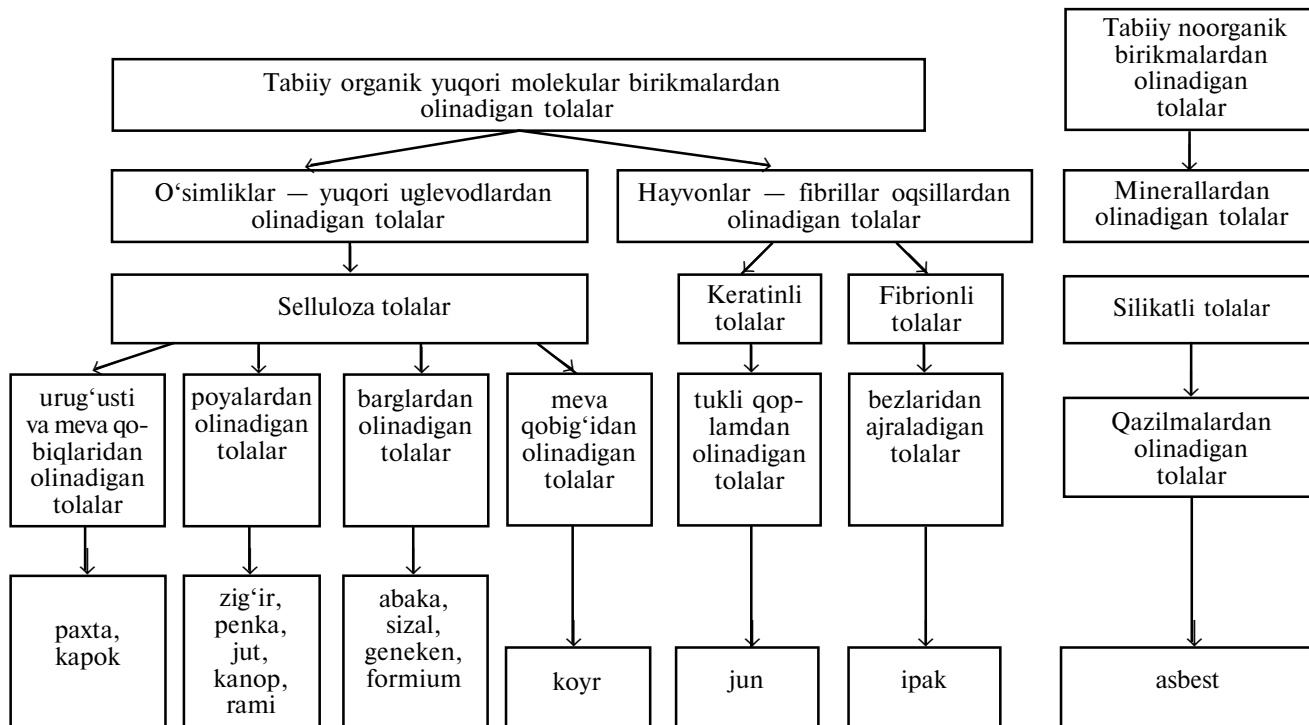 Tabiiy organik yuqori molekular birikmalardan
olinadigan tolalar
Tabiiy noorganik
birikmalardan
olinadigan
tolalar
O‘simliklar — yuqori uglevodlardan
olinadigan tolalar
Hayvonlar — fibrillar oqsillardan
olinadigan tolalar
Minerallardan
olinadigan tolalar
Selluloza tolalar
Keratinli
tolalar
Fibrionli
tolalar
Silikatli tolalar
urug‘usti
va meva qo-
biqlaridan
olinadigan
tolalar
poyalardan
olinadigan
tolalar
barglardan
olinadigan
tolalar
meva
qobig‘idan
olinadigan
tolalar
tukli qop-
lamdan
olinadigan
tolalar
bezlaridan
ajraladigan
tolalar
Qazilmalardan
olinadigan
tolalar
paxta,
kapok
zig‘ir,
penka,
jut,
kanop,
rami
abaka,
sizal,
geneken,
formium
koyr
jun
ipak
asbest